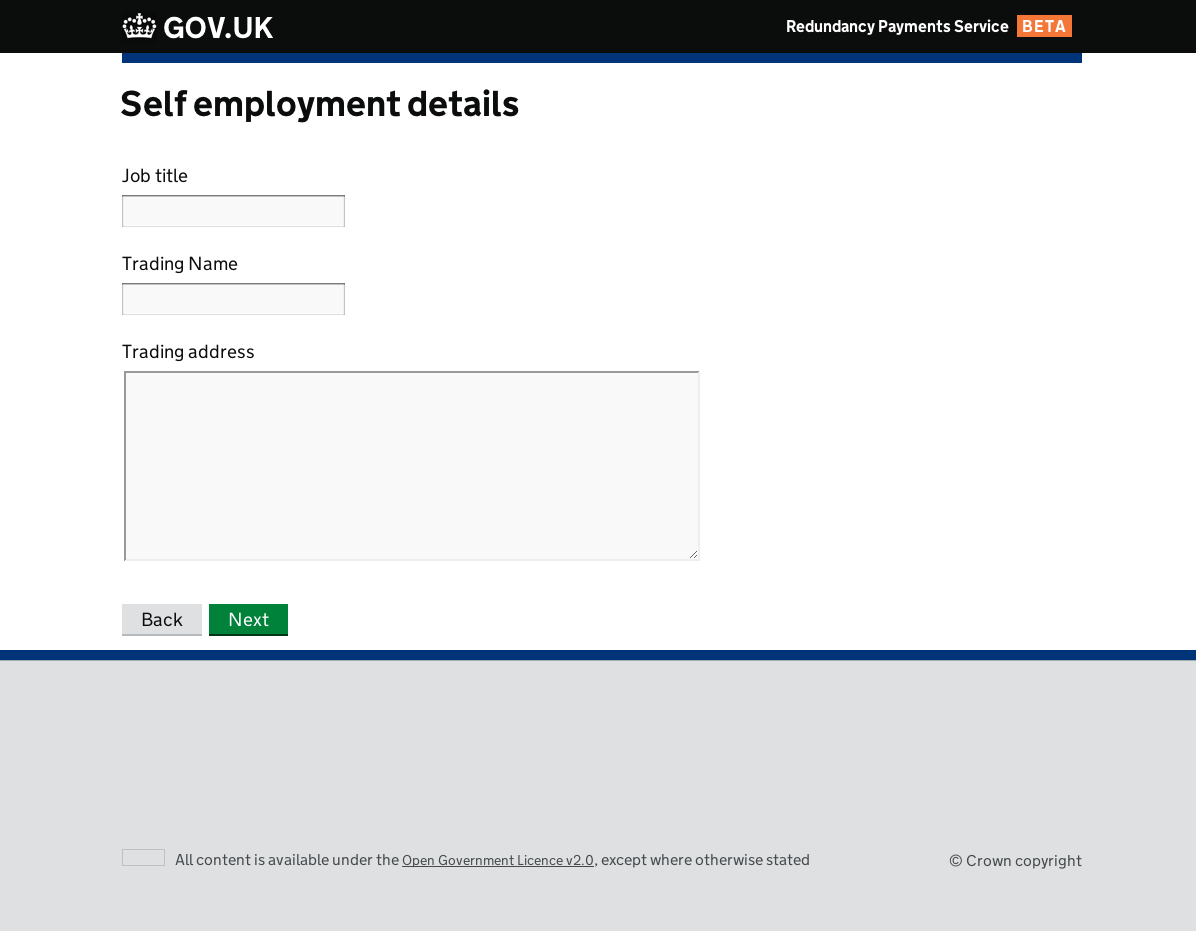 GOV.UK
Redundancy Payments Service BETA
Self employment details
Job title
Trading Name
Trading address
Back
Next
All content is available under the Open Government Licence v2.0, except where otherwise stated
© Crown copyright